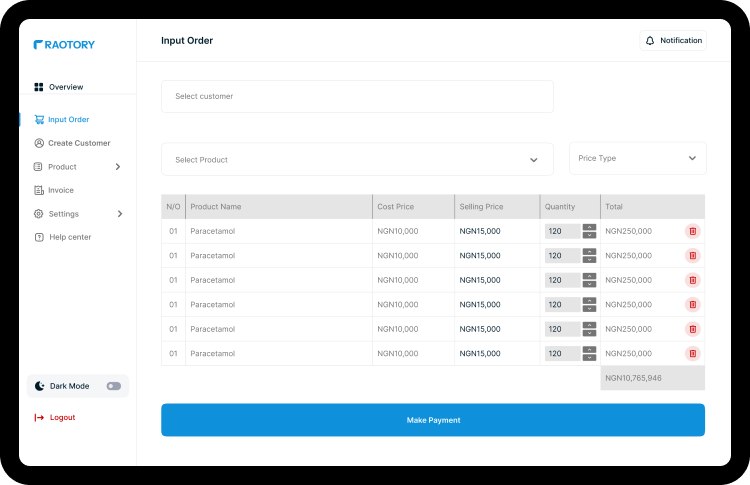 RAOTORY
Input Order
Notification
Overview
Input Order
Create Customer
Product
Invoice
Settings
Help center
Dark Mode
Logout
Select customer
Select Product
Price Type
N/O Product Name Cost Price Selling Price Quantity Total
01 Paracetamol NGN10,000 NGN15,000 120 NGN250,000
01 Paracetamol NGN10,000 NGN15,000 120 NGN250,000
01 Paracetamol NGN10,000 NGN15,000 120 NGN250,000
01 Paracetamol NGN10,000 NGN15,000 120 NGN250,000
01 Paracetamol NGN10,000 NGN15,000 120 NGN250,000
01 Paracetamol NGN10,000 NGN15,000 120 NGN250,000
NGN10,765,946
Make Payment